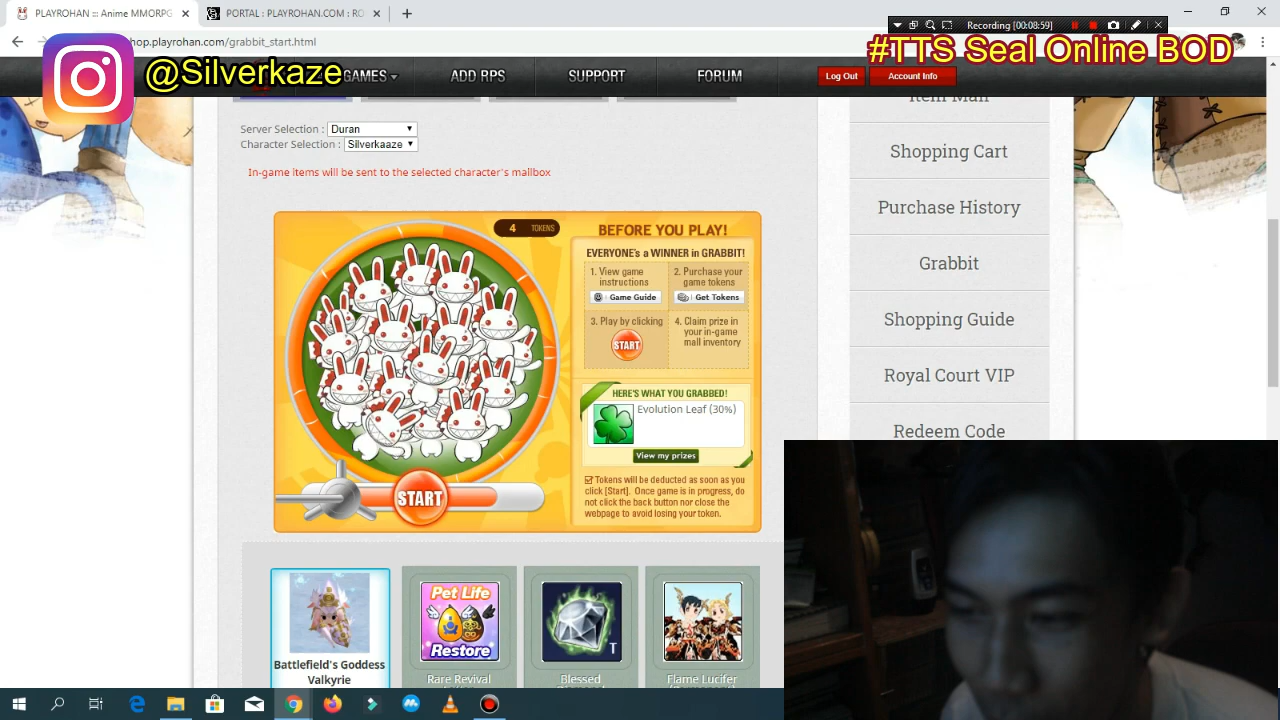 PLAYROHAN :: Anime MMORPG
PORTAL.PLAYROHAN.COM : RO
Recording [00:08:59]
hop.playrohan.com/grabbit_start.html
@Silverkaze
#TTS Seal Online BOD
GAMES
ADD RPS
SUPPORT
FORUM
Log Out
Account Info
Item Mall
Shopping Cart
Purchase History
Grabbit
Shopping Guide
Royal Court VIP
Redeem Code
Server Selection : Duran
Character Selection : Silverkaaze
In-game items will be sent to the selected character's mailbox
4 TOKENS
BEFORE YOU PLAY!
EVERYONE's a WINNER in GRABBIT!
1. View game
instructions
Game Guide
2. Purchase your
game tokens
Get Tokens
3. Play by clicking
START
4. Claim prize in
your in-game
mall inventory
HERE'S WHAT YOU GRABBED!
Evolution Leaf (30%)
View my prizes
Tokens will be deducted as soon as you
click [Start]. Once game is in progress, do
not click the back button nor close the
webpage to avoid losing your token.
START
Battlefield's Goddess
Valkyrie
Pet Life
Restore
Rare Revival
T
Blessed
Flame Lucifer